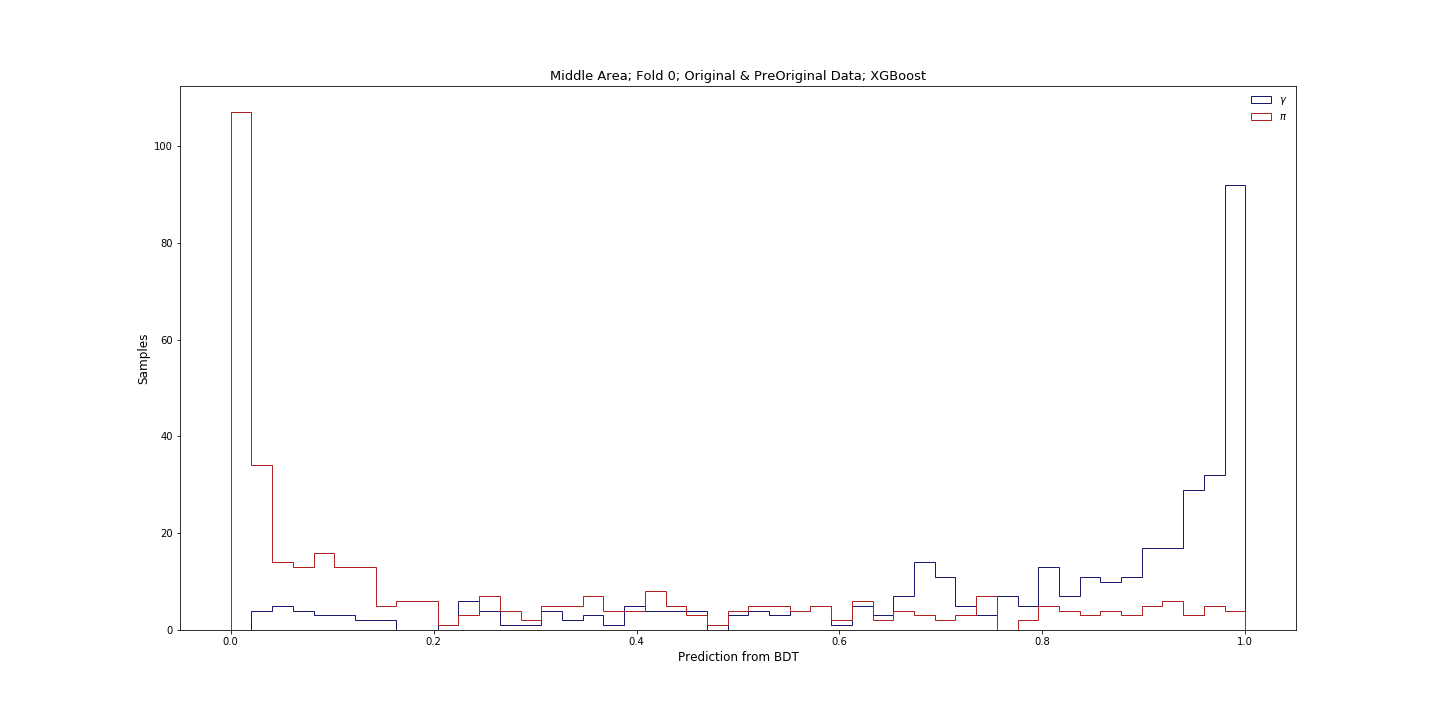 Middle Area; Fold 0; Original & PreOriginal Data; XGBoost
γ
π
100
80
60
40
20
0
Samples
0.0 0.2 0.4 0.6 0.8 1.0
Prediction from BDT